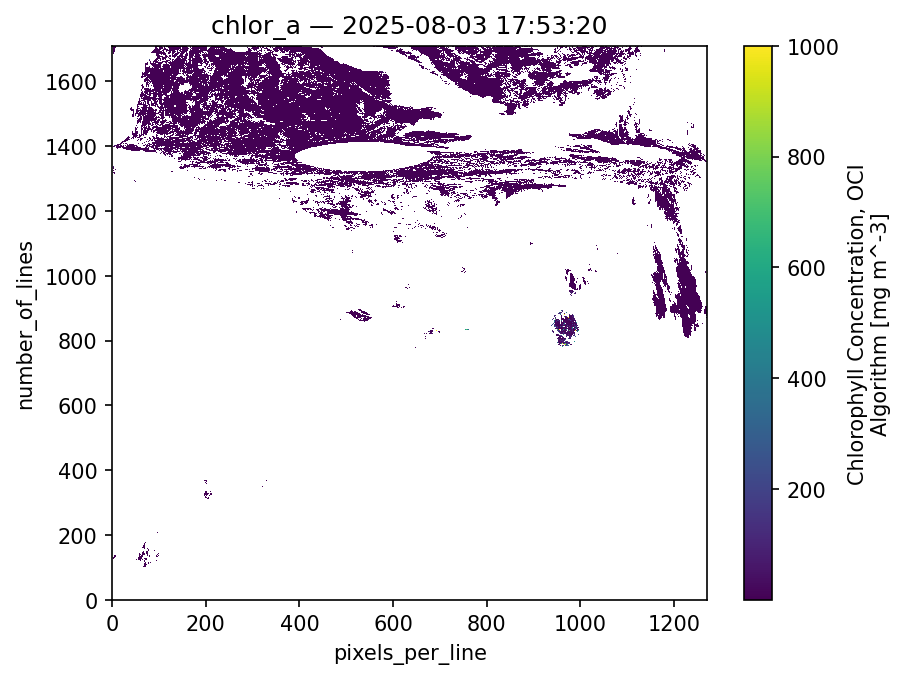 chlor_a — 2025-08-03 17:53:20
1600
1400
1200
1000
800
600
400
200
0
number_of_lines
0 200 400 600 800 1000 1200
pixels_per_line
1000
800
600
400
200
Chlorophyll Concentration, OCI
Algorithm [mg m^-3]